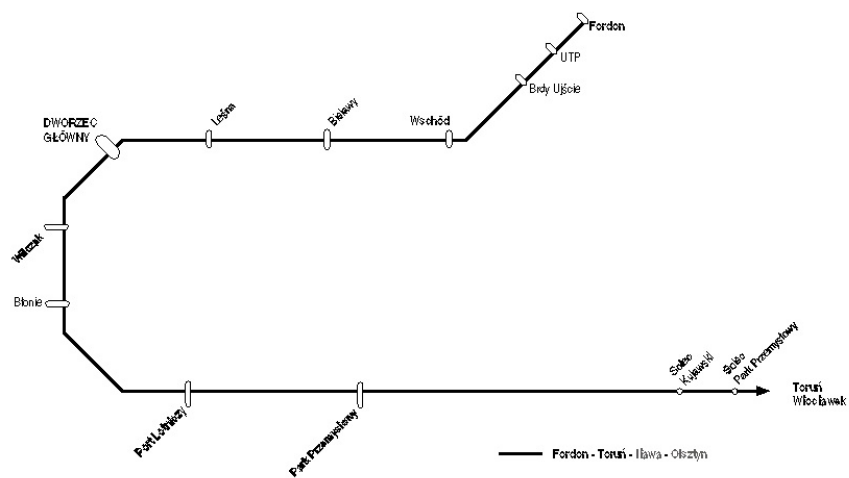 Fordon
UTP
Brdy Ujście
Wschód
Bielawy
Leśna
DWORZEC
GŁÓWNY
Wilczak
Błonie
Port Lotniczy
Park Przemysłowy
Solec
Kujawski
Solec
Park Przemysłowy
Toruń
Włocławek
Fordon - Toruń - Iława - Olsztyn